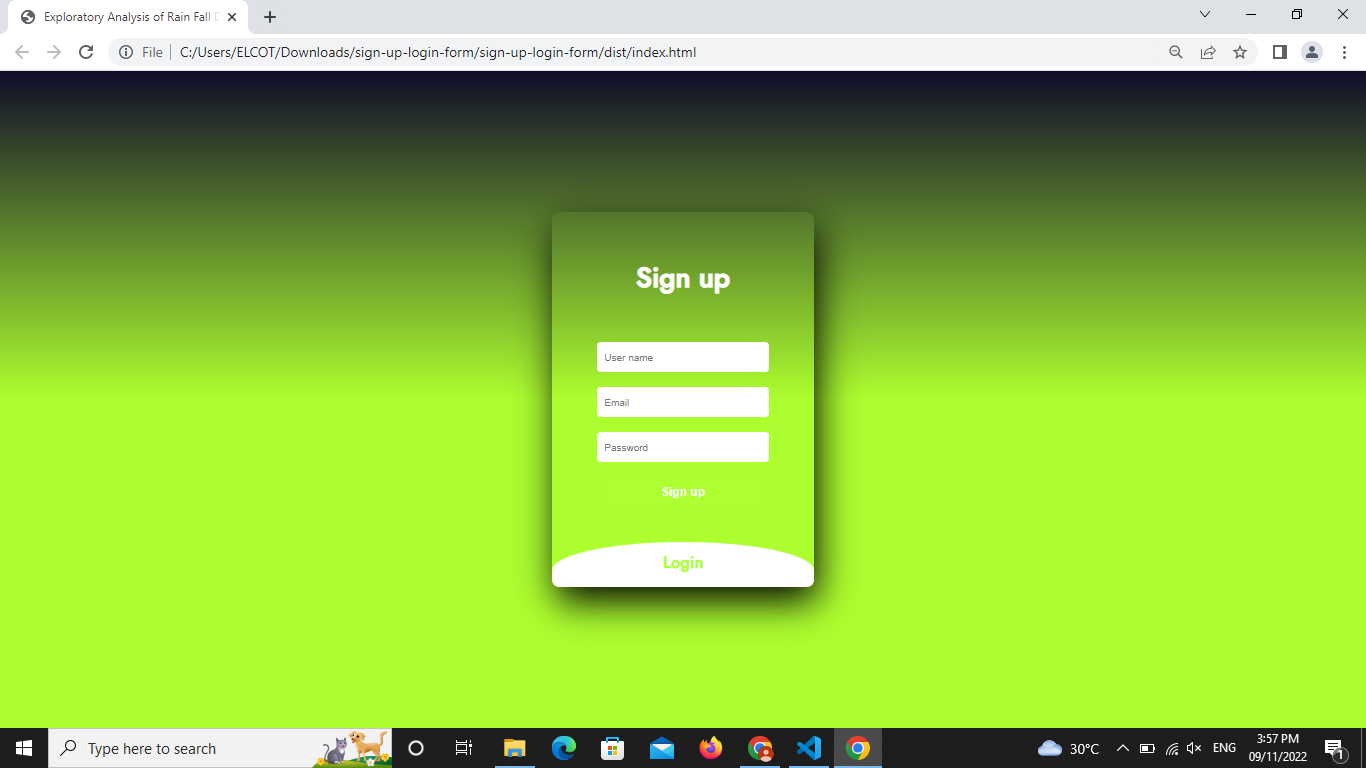 Exploratory Analysis of Rain Fall
File
C:/Users/ELCOT/Downloads/sign-up-login-form/sign-up-login-form/dist/index.html
Sign up
User name
Email
Password
Sign up
Login
Type here to search
30°C
ENG
3:57 PM
09/11/2022
1